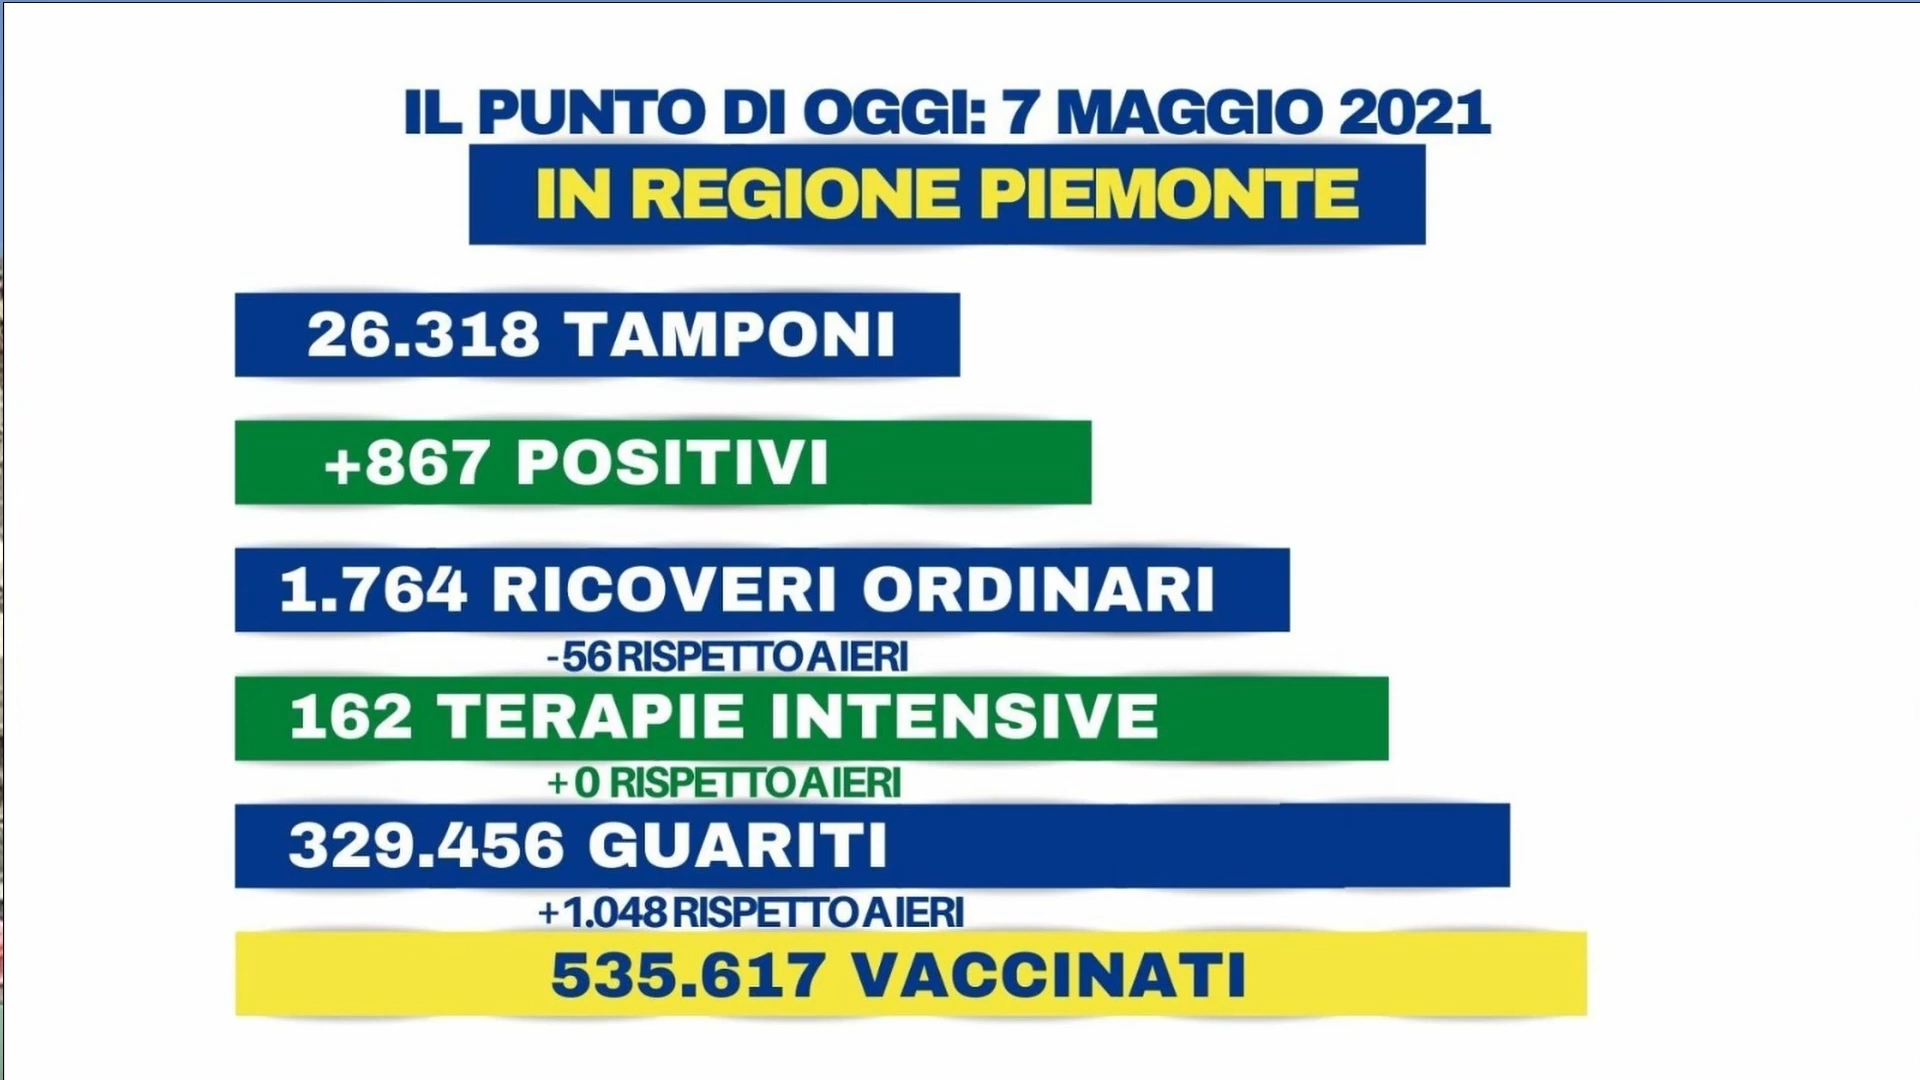 IL PUNTO DI OGGI: 7 MAGGIO 2021
IN REGIONE PIEMONTE
26.318 TAMPONI
+867 POSITIVI
1.764 RICOVERI ORDINARI
-56 RISPETTO A IERI
162 TERAPIE INTENSIVE
+0 RISPETTO A IERI
329.456 GUARITI
+1.048 RISPETTO A IERI
535.617 VACCINATI